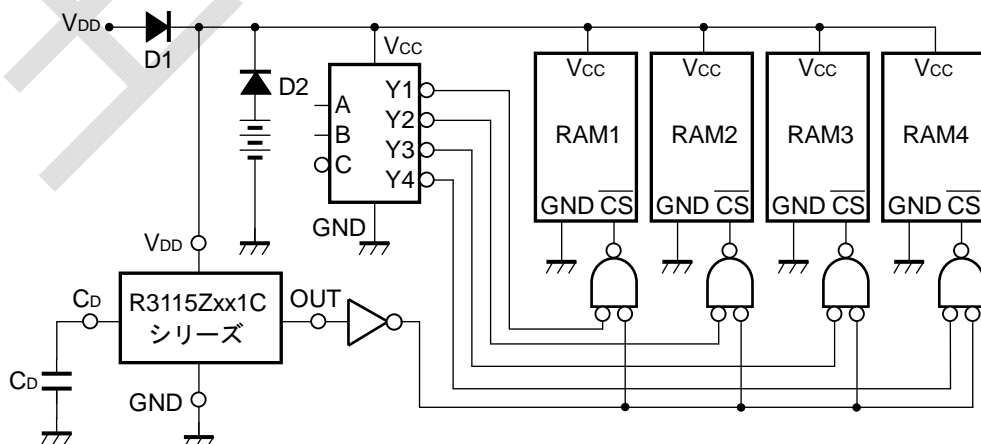 VDD
D1
D2
VCC
A
B
C
Y1
Y2
Y3
Y4
GND
VCC
RAM1
GND CS
VCC
RAM2
GND CS
VCC
RAM3
GND CS
VCC
RAM4
GND CS
VDD
CD
R3115Zxx1C
シリーズ
OUT
CD
GND